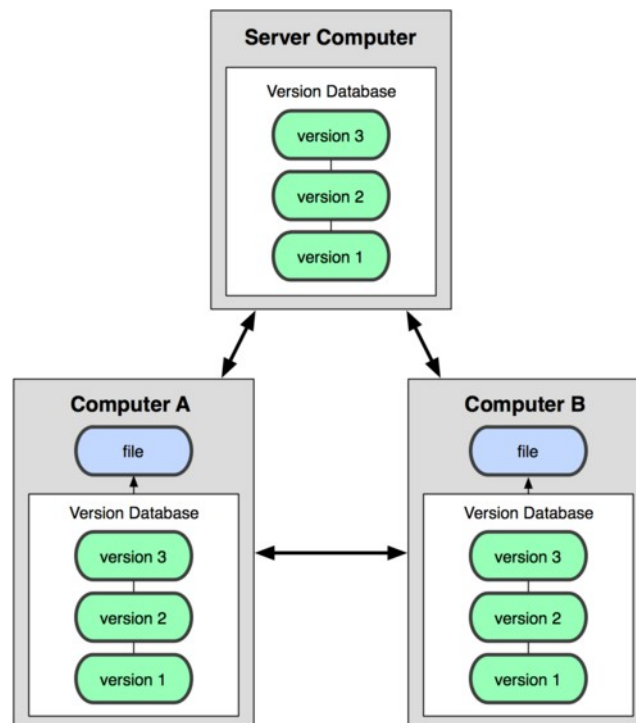 Server Computer
Version Database
version 3
version 2
version 1
Computer A
file
Version Database
version 3
version 2
version 1
Computer B
file
Version Database
version 3
version 2
version 1